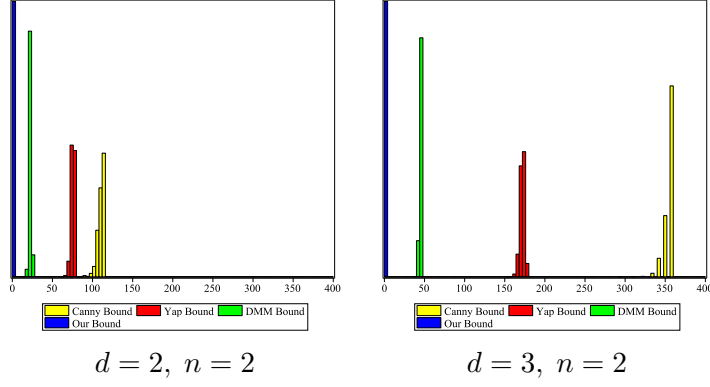 0 50 100 150 200 250 300 350 400
Canny Bound Yap Bound DMM Bound
Our Bound
d = 2, n = 2
0 50 100 150 200 250 300 350 400
Canny Bound Yap Bound DMM Bound
Our Bound
d = 3, n = 2